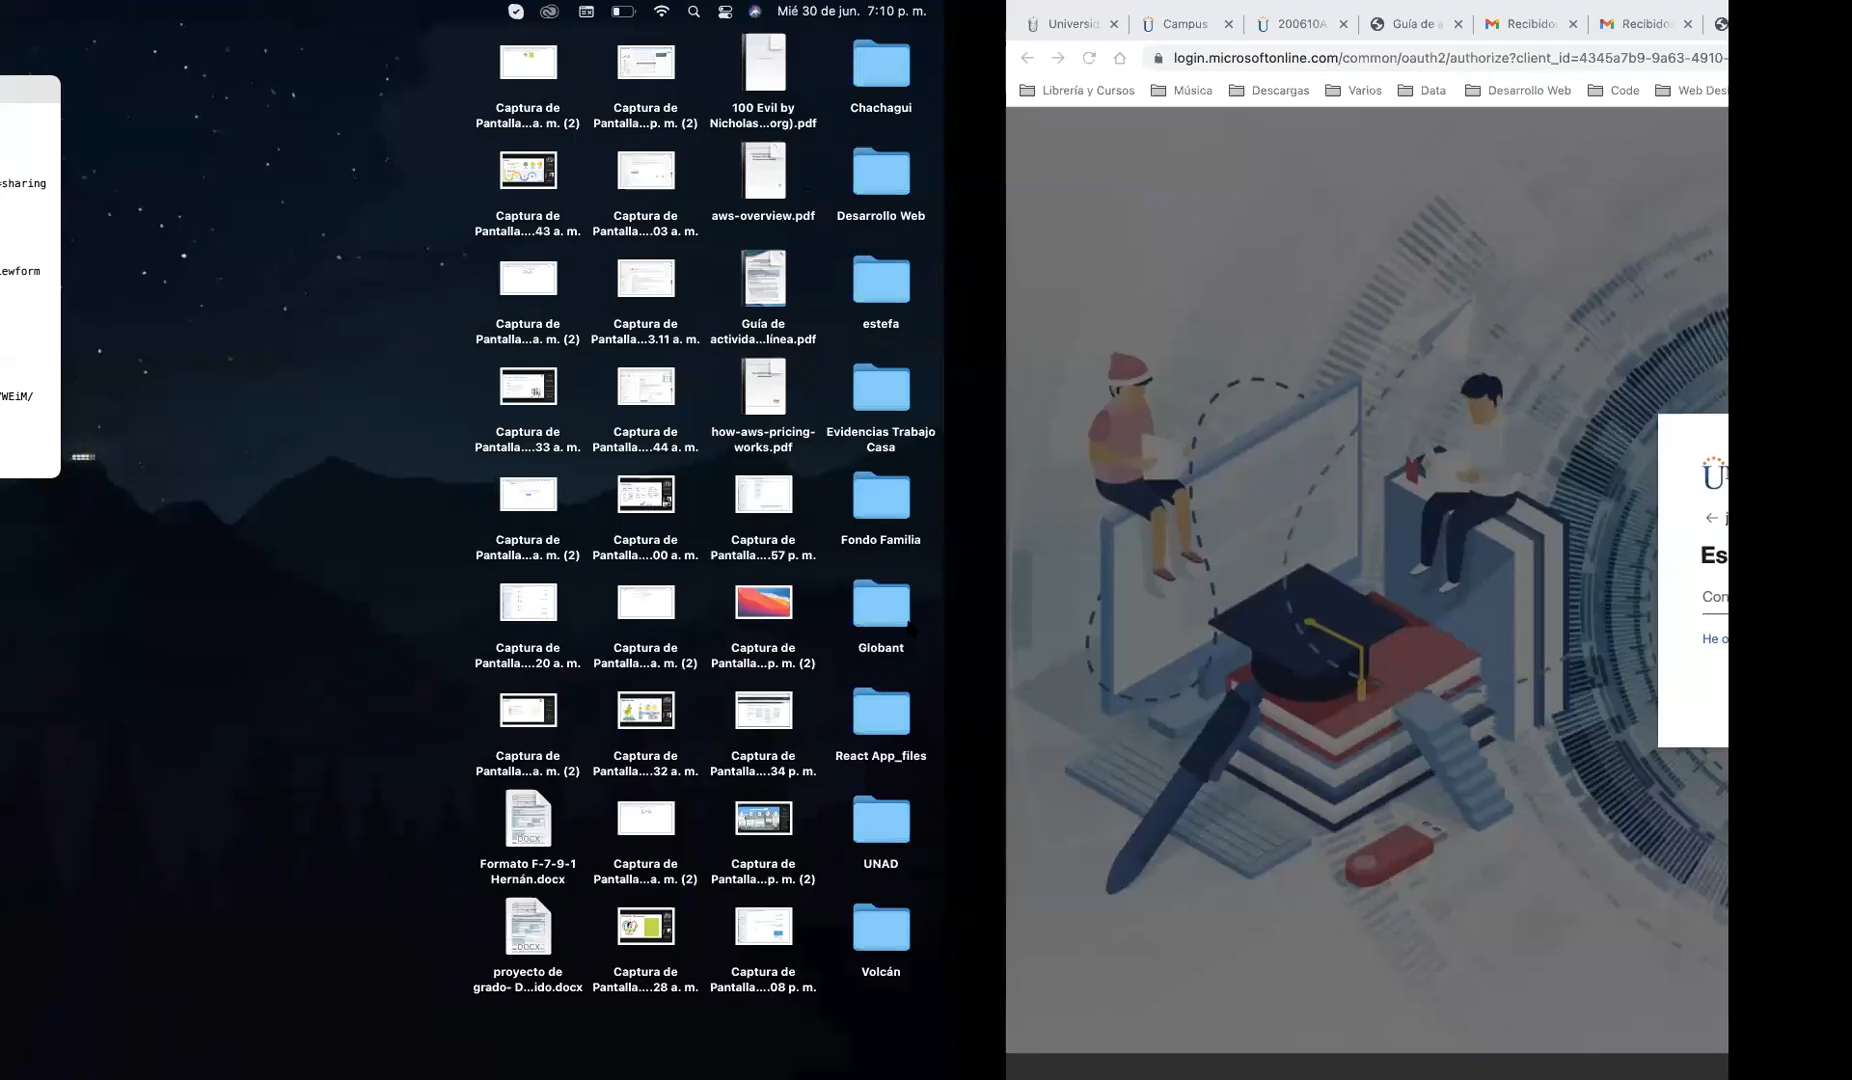 Mié 30 de jun. 7:10 p. m.
=sharing
ewform
WEiM/
Captura de
Pantalla...a. m. (2)
Captura de
Pantalla...p. m. (2)
100 Evil by
Nicholas...org).pdf
Chachagui
Captura de
Pantalla....43 a. m.
Captura de
Pantalla....03 a. m.
aws-overview.pdf
Desarrollo Web
Captura de
Pantalla...a. m. (2)
Captura de
Pantalla...3.11 a. m.
Guía de
activida...línea.pdf
estefa
Captura de
Pantalla....33 a. m.
Captura de
Pantalla....44 a. m.
how-aws-pricing-
works.pdf
Evidencias Trabajo
Casa
Captura de
Pantalla...a. m. (2)
Captura de
Pantalla....00 a. m.
Captura de
Pantalla....57 p. m.
Fondo Familia
Captura de
Pantalla....20 a. m.
Captura de
Pantalla...a. m. (2)
Captura de
Pantalla...p. m. (2)
Globant
Captura de
Pantalla...a. m. (2)
Captura de
Pantalla....32 a. m.
Captura de
Pantalla....34 p. m.
React App_files
DOCX
Formato F-7-9-1
Hernán.docx
Captura de
Pantalla...a. m. (2)
Captura de
Pantalla...p. m. (2)
UNAD
DOCX
proyecto de
grado- D...ido.docx
Captura de
Pantalla....28 a. m.
Captura de
Pantalla....08 p. m.
Volcán
Universid
Campus
200610A
Guía de a
Recibidos
Recibidos
login.microsoftonline.com/common/oauth2/authorize?client_id=4345a7b9-9a63-4910-
Librería y Cursos
Música
Descargas
Varios
Data
Desarrollo Web
Code
Web Desi
U
j
Es
Con
He o